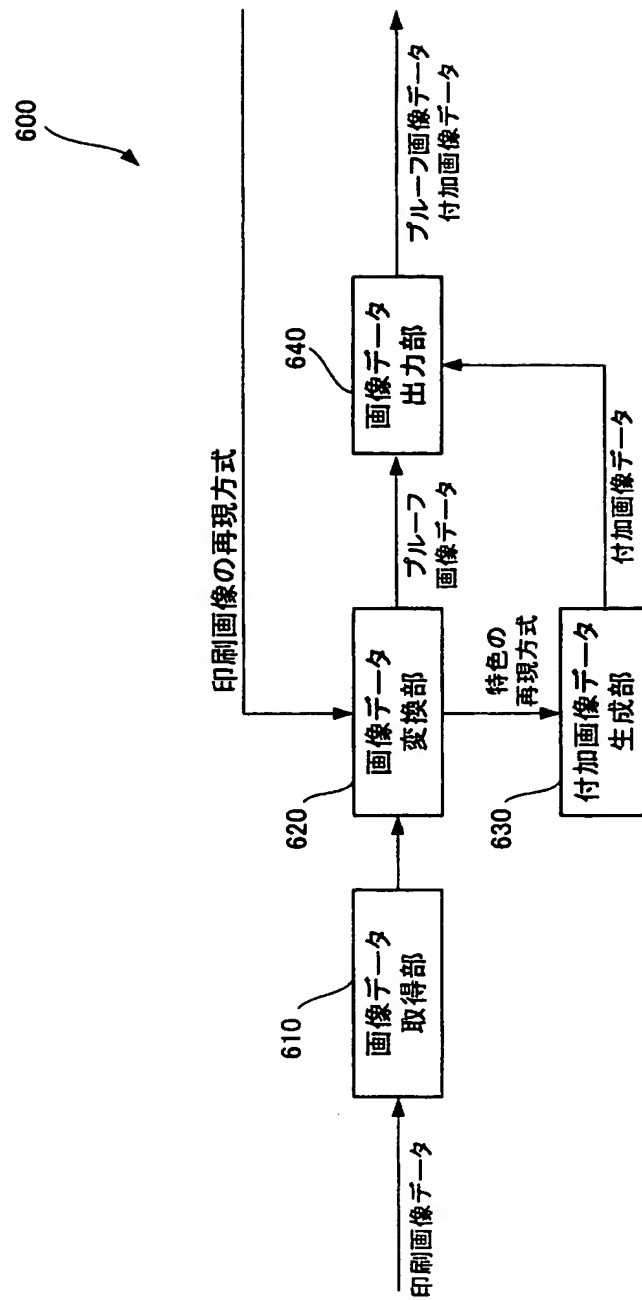 600
印刷画像の再現方式
印刷画像データ
610
画像データ
取得部
620
画像データ
変換部
プルーフ
画像データ
特色の
再現方式
630
付加画像データ
生成部
付加画像データ
640
画像データ
出力部
プルーフ画像データ
付加画像データ